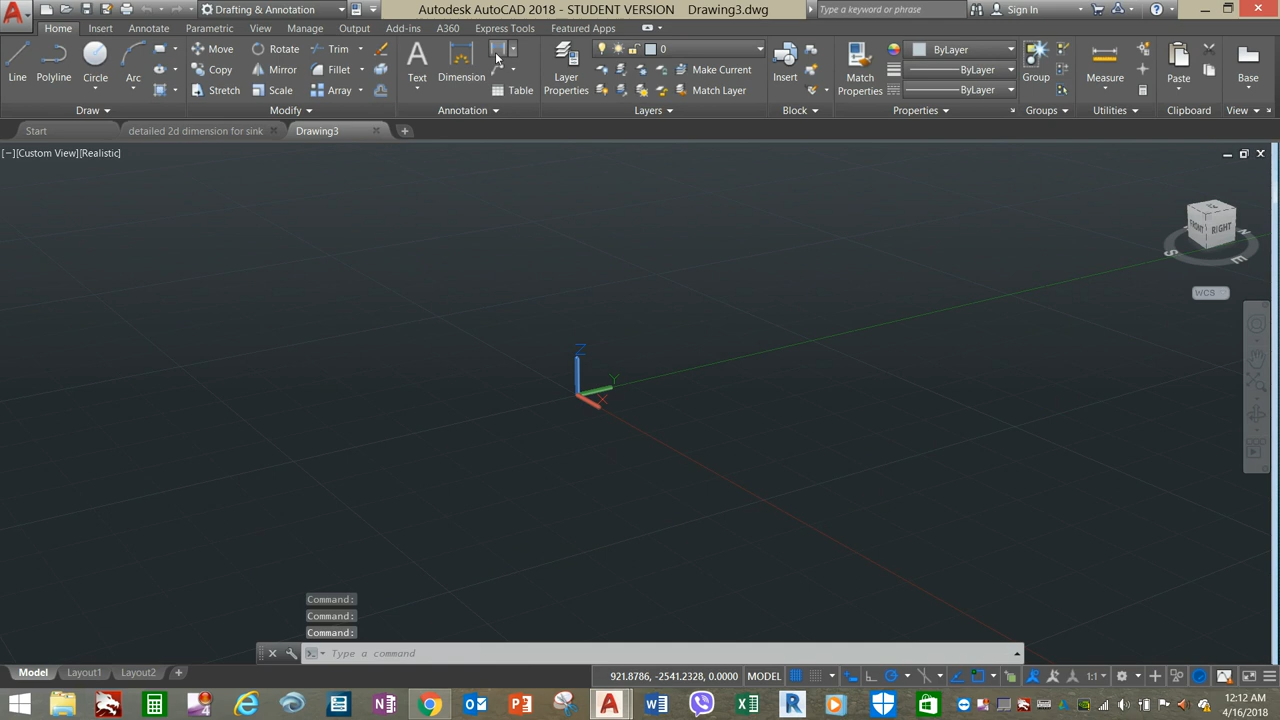 Drafting & Annotation
Autodesk AutoCAD 2018 - STUDENT VERSION Drawing3.dwg
Type a keyword or phrase
Sign In
Home Insert Annotate Parametric View Manage Output Add-ins A360 Express Tools Featured Apps
Line Polyline Circle Arc
Move Rotate Trim
Copy Mirror Fillet
Stretch Scale Array
Text Dimension
Table
Layer Properties
0
Make Current
Match Layer
Insert
Match Properties
ByLayer
ByLayer
ByLayer
Group
Measure
Paste
Base
Draw Modify Annotation Layers Block Properties Groups Utilities Clipboard View
Start detailed 2d dimension for sink Drawing3
[−][Custom View][Realistic]
FRONT RIGHT
S E
WCS
Z
Y
X
Command:
Command:
Command:
Type a command
Model Layout1 Layout2
921.8786, -2541.2328, 0.0000 MODEL
1:1
12:12 AM
4/16/2018